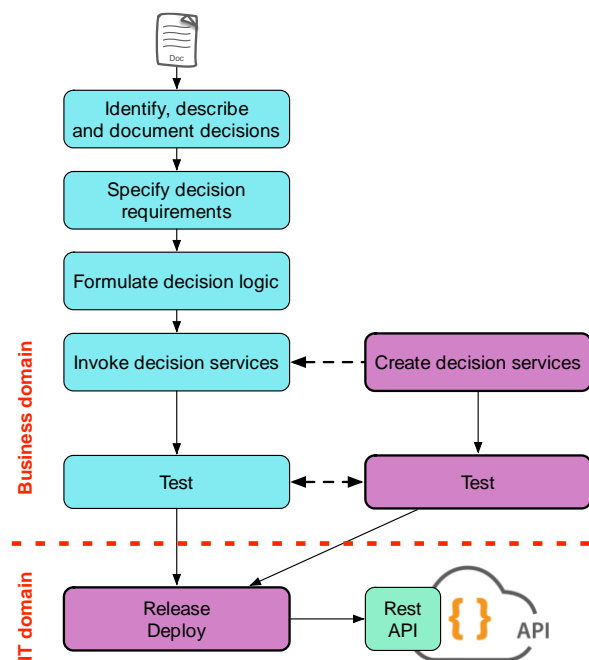 Doc
Identify, describe
and document decisions
Specify decision
requirements
Formulate decision logic
Invoke decision services
Create decision services
Business domain
Test
Test
IT domain
Release
Deploy
Rest
API
{ }
API